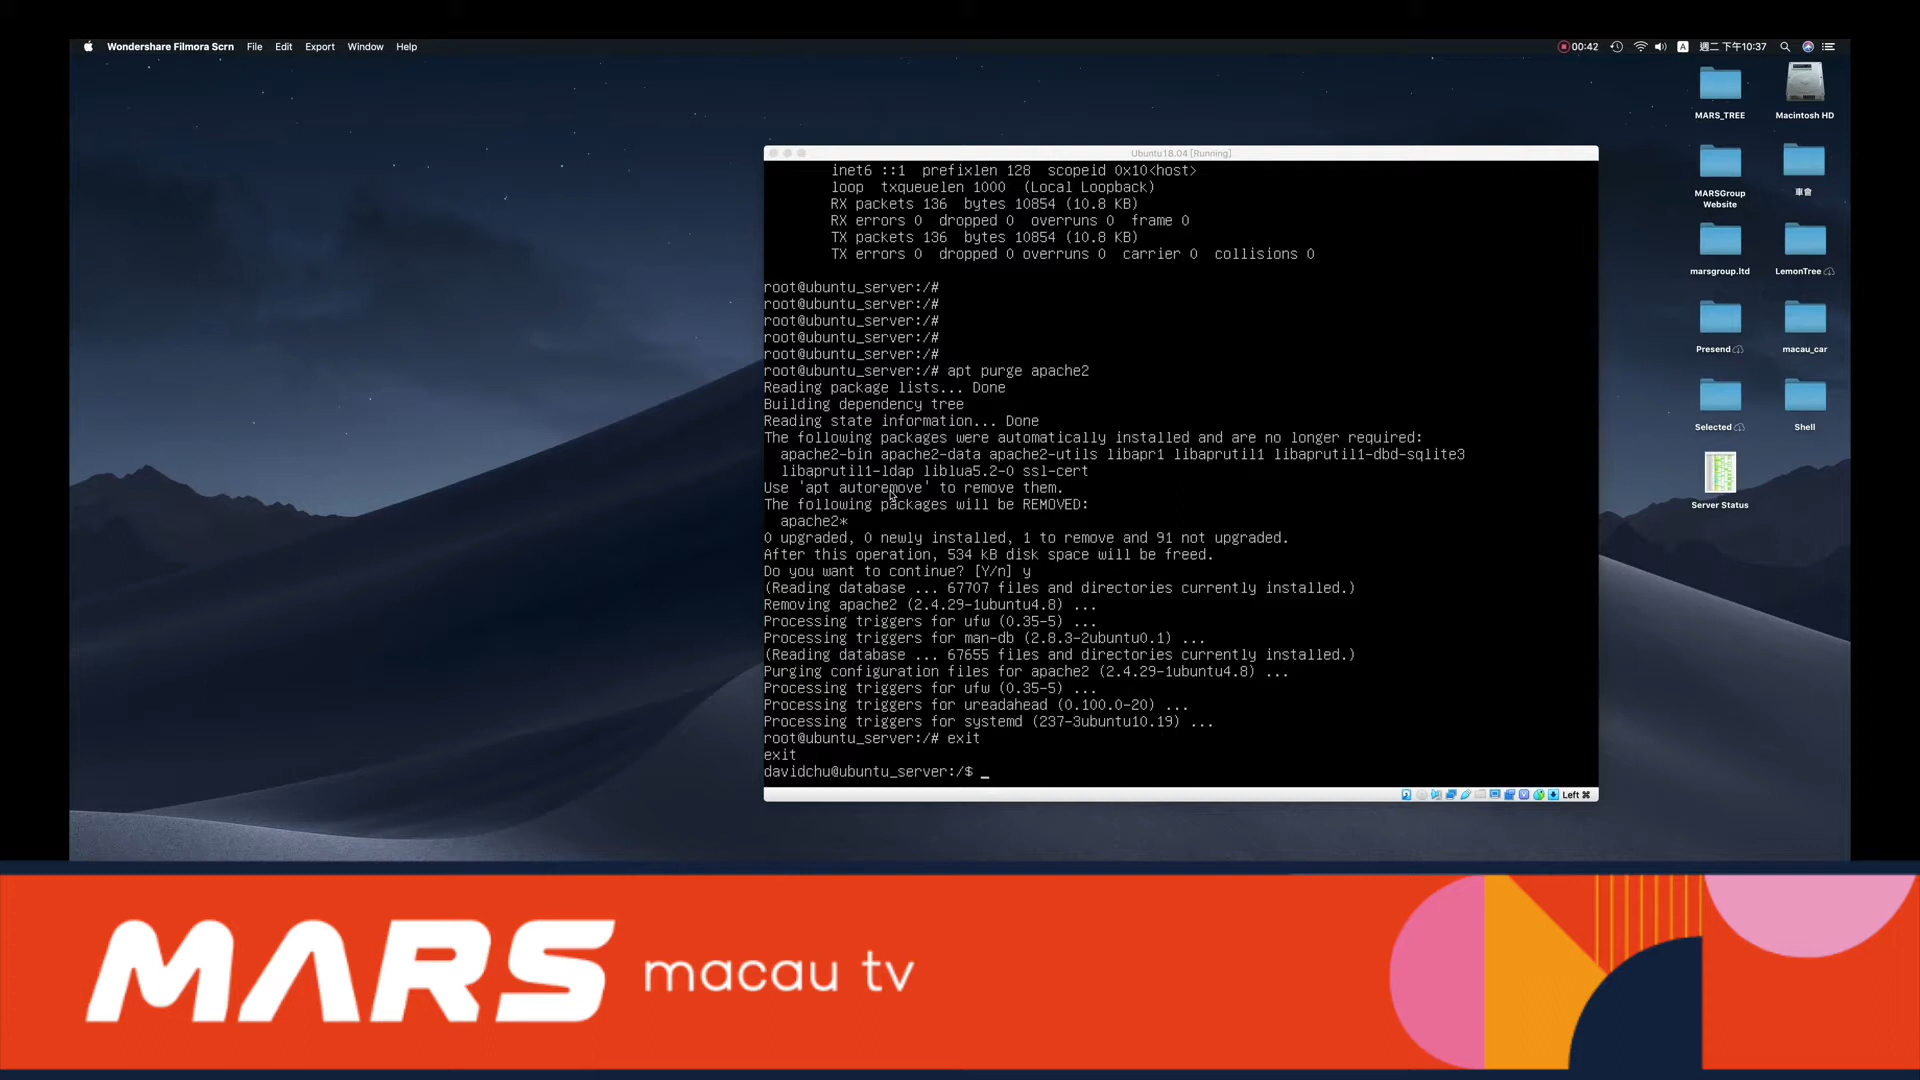 Wondershare Filmora Scrn File Edit Export Window Help
00:42 A 週二 下午10:37
MARS_TREE
Macintosh HD
MARSGroup
Website
車會
marsgroup.ltd
LemonTree
Presend
macau_car
Selected
Shell
Server Status
Ubuntu18.04 [Running]
inet6 ::1 prefixlen 128 scopeid 0x10<host>
loop txqueuelen 1000 (Local Loopback)
RX packets 136 bytes 10854 (10.8 KB)
RX errors 0 dropped 0 overruns 0 frame 0
TX packets 136 bytes 10854 (10.8 KB)
TX errors 0 dropped 0 overruns 0 carrier 0 collisions 0
root@ubuntu_server:/#
root@ubuntu_server:/#
root@ubuntu_server:/#
root@ubuntu_server:/#
root@ubuntu_server:/#
root@ubuntu_server:/# apt purge apache2
Reading package lists... Done
Building dependency tree
Reading state information... Done
The following packages were automatically installed and are no longer required:
apache2-bin apache2-data apache2-utils libapr1 libaprutil1 libaprutil1-dbd-sqlite3
libaprutil1-ldap liblua5.2-0 ssl-cert
Use 'apt autoremove' to remove them.
The following packages will be REMOVED:
apache2*
0 upgraded, 0 newly installed, 1 to remove and 91 not upgraded.
After this operation, 534 kB disk space will be freed.
Do you want to continue? [Y/n] y
(Reading database ... 67707 files and directories currently installed.)
Removing apache2 (2.4.29-1ubuntu4.8) ...
Processing triggers for ufw (0.35-5) ...
Processing triggers for man-db (2.8.3-2ubuntu0.1) ...
(Reading database ... 67655 files and directories currently installed.)
Purging configuration files for apache2 (2.4.29-1ubuntu4.8) ...
Processing triggers for ufw (0.35-5) ...
Processing triggers for ureadahead (0.100.0-20) ...
Processing triggers for systemd (237-3ubuntu10.19) ...
root@ubuntu_server:/# exit
exit
davidchu@ubuntu_server:/$ _
Left ⌘
MARS macau tv